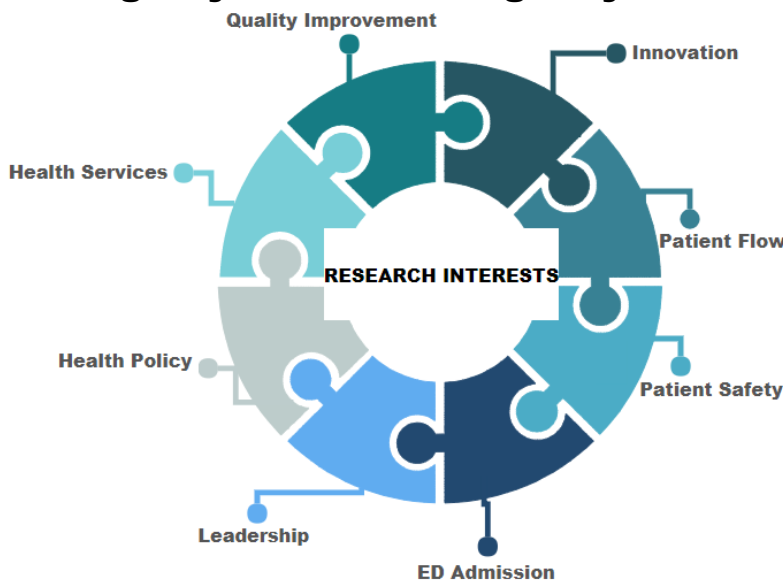 Quality Improvement
Innovation
Health Services
Patient Flow
RESEARCH INTERESTS
Health Policy
Patient Safety
Leadership
ED Admission